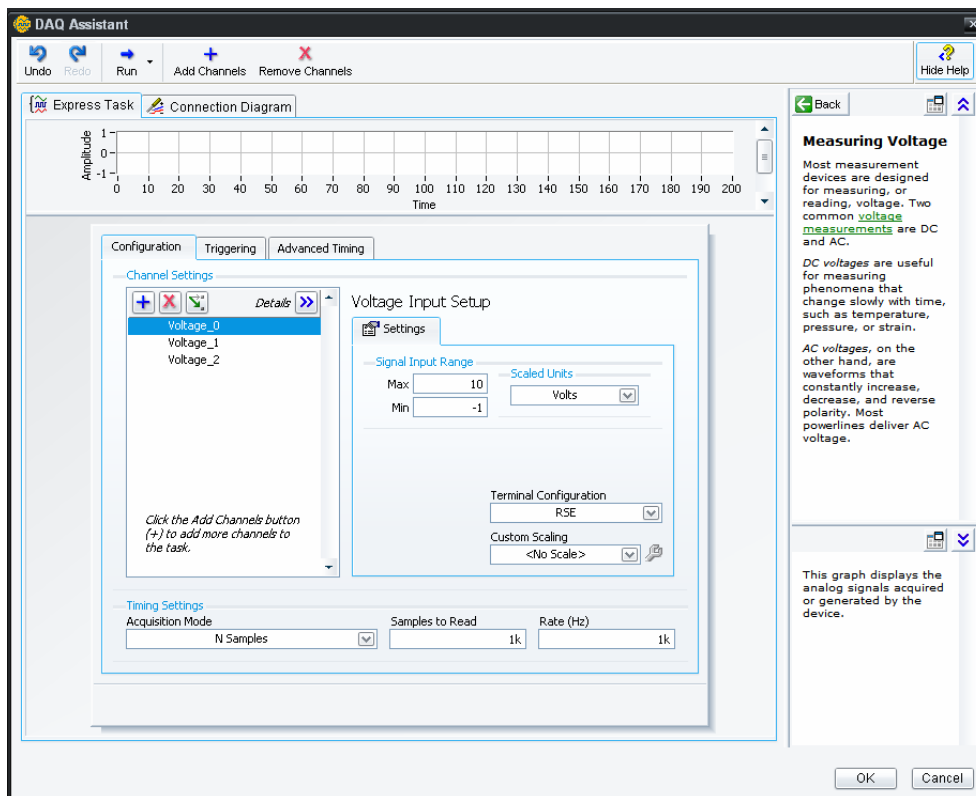 DAQ Assistant
Undo Redo Run Add Channels Remove Channels Hide Help
Express Task Connection Diagram
Amplitude
1
0
-1
0 10 20 30 40 50 60 70 80 90 100 110 120 130 140 150 160 170 180 190 200
Time
Configuration Triggering Advanced Timing
Channel Settings
Details
Voltage_0
Voltage_1
Voltage_2
Click the Add Channels button
(+) to add more channels to
the task.
Voltage Input Setup
Settings
Signal Input Range
Max 10
Min -1
Scaled Units
Volts
Terminal Configuration
RSE
Custom Scaling
<No Scale>
Timing Settings
Acquisition Mode Samples to Read Rate (Hz)
N Samples 1k 1k
Back
Measuring Voltage
Most measurement
devices are designed
for measuring, or
reading, voltage. Two
common voltage
measurements are DC
and AC.
DC voltages are useful
for measuring
phenomena that
change slowly with time,
such as temperature,
pressure, or strain.
AC voltages, on the
other hand, are
waveforms that
constantly increase,
decrease, and reverse
polarity. Most
powerlines deliver AC
voltage.
This graph displays the
analog signals acquired
or generated by the
device.
OK Cancel